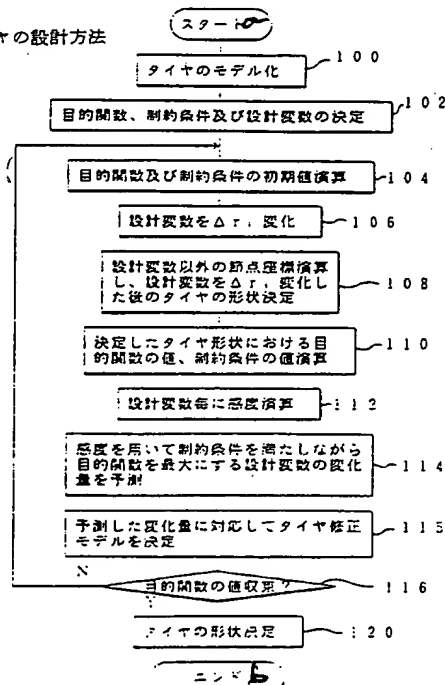 ヤの設計方法
スタート
タイヤのモデル化
100
目的関数、制約条件及び設計変数の決定
102
目的関数及び制約条件の初期値演算
104
設計変数をΔrᵢ変化
106
設計変数以外の節点座標演算
し、設計変数をΔrᵢ変化し
た後のタイヤの形状決定
108
決定したタイヤ形状における目
的関数の値、制約条件の値演算
110
設計変数毎に感度演算
112
感度を用いて制約条件を満たしながら
目的関数を最大にする設計変数の変化
量を予測
114
予測した変化量に対応してタイヤ修正
モデルを決定
115
N
目的関数の値収束?
116
Y
タイヤの形状決定
120
エンド